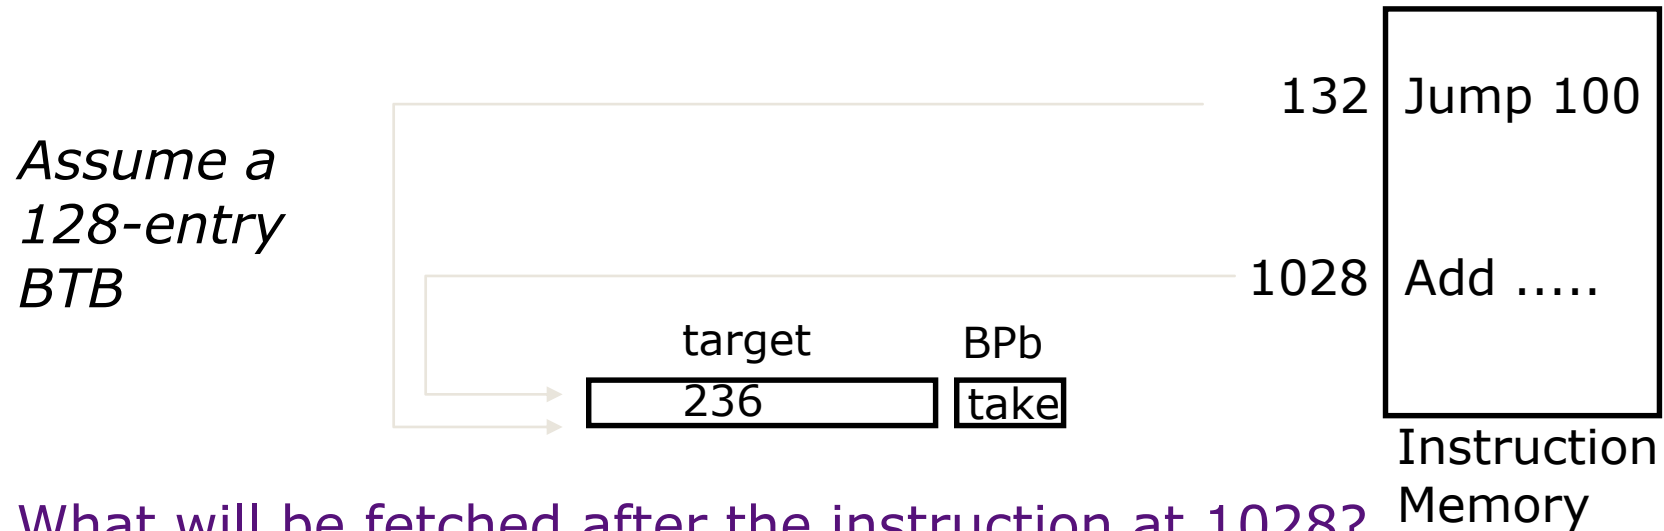 132 Jump 100
Assume a
128-entry
BTB
1028 Add .....
target BPb
236 take
Instruction
Memory
What will be fetched after the instruction at 1028?